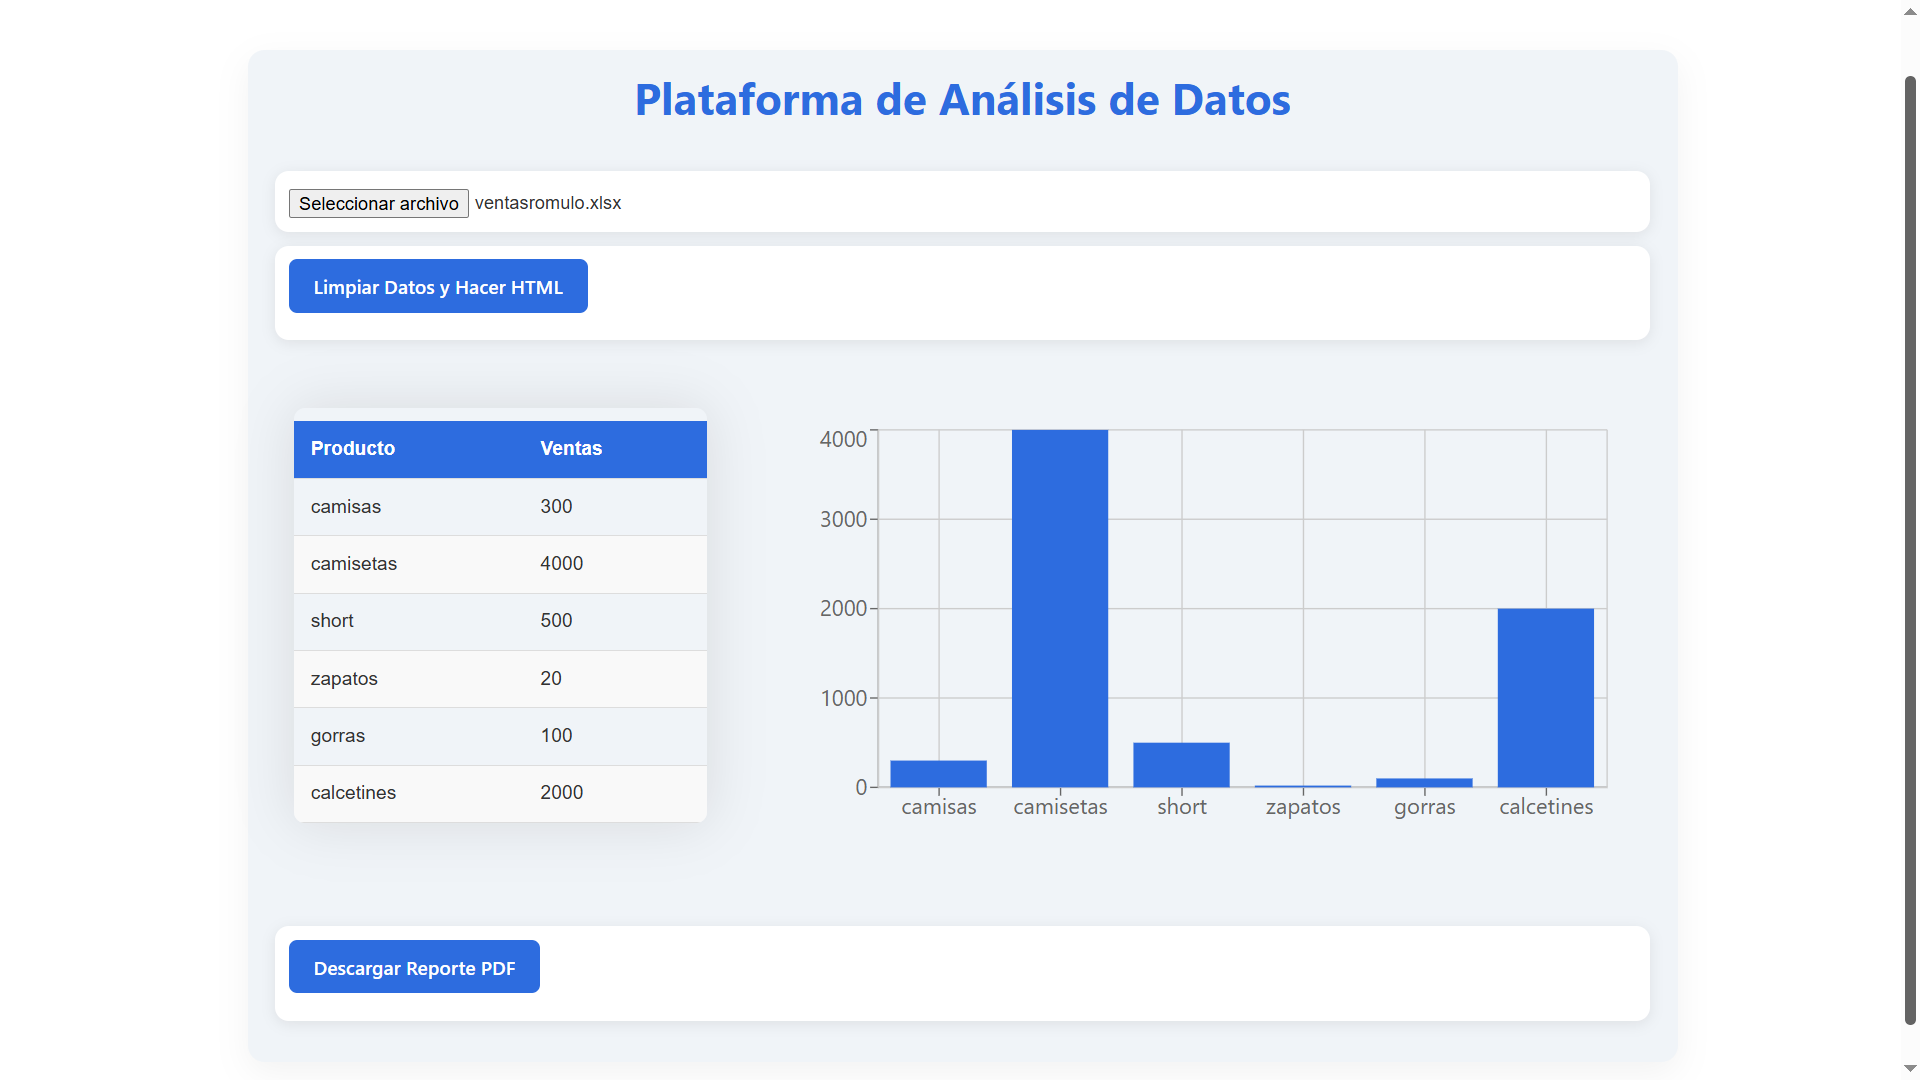 Plataforma de Análisis de Datos
Seleccionar archivo ventasromulo.xlsx
Limpiar Datos y Hacer HTML
Producto Ventas
camisas 300
camisetas 4000
short 500
zapatos 20
gorras 100
calcetines 2000
4000
3000
2000
1000
0
camisas camisetas short zapatos gorras calcetines
Descargar Reporte PDF